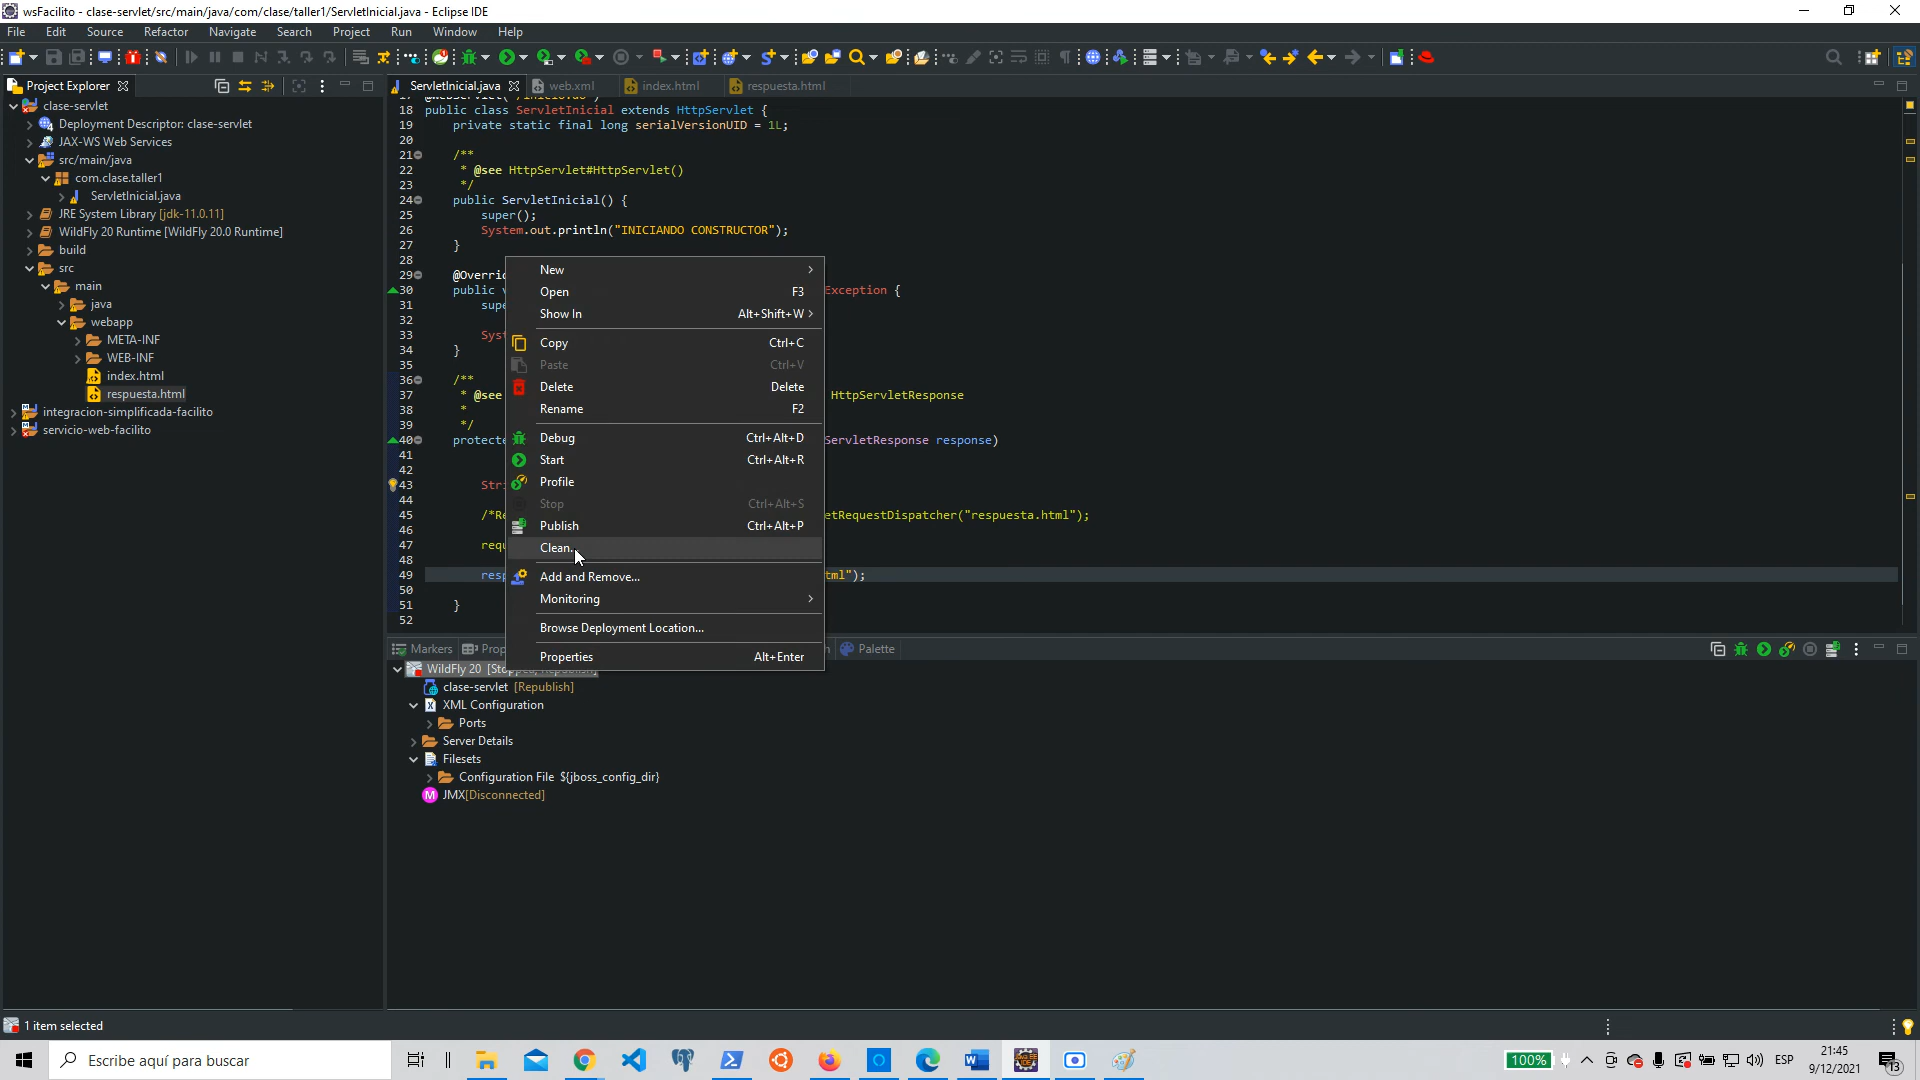 wsFacilito - clase-servlet/src/main/java/com/clase/taller1/ServletInicial.java - Eclipse IDE
File Edit Source Refactor Navigate Search Project Run Window Help
Project Explorer
clase-servlet
Deployment Descriptor: clase-servlet
JAX-WS Web Services
src/main/java
com.clase.taller1
ServletInicial.java
JRE System Library [jdk-11.0.11]
WildFly 20 Runtime [WildFly 20.0 Runtime]
build
src
main
java
webapp
META-INF
WEB-INF
index.html
respuesta.html
integracion-simplificada-facilito
servicio-web-facilito
ServletInicial.java web.xml index.html respuesta.html
18 public class ServletInicial extends HttpServlet {
19 private static final long serialVersionUID = 1L;
20
21 /**
22 * @see HttpServlet#HttpServlet()
23 */
24 public ServletInicial() {
25 super();
26 System.out.println("INICIANDO CONSTRUCTOR");
27 }
28
29 @Overri
30 public v Exception {
31 supe
32
33 Syst
34 }
35
36 /**
37 * @see HttpServletResponse
38 *
39 */
40 protecte ServletResponse response)
41
42
43 Stri
44
45 /*Re etRequestDispatcher("respuesta.html");
46
47 requ
48
49 resp tml");
50
51 }
52
New
Open F3
Show In Alt+Shift+W
Copy Ctrl+C
Paste Ctrl+V
Delete Delete
Rename F2
Debug Ctrl+Alt+D
Start Ctrl+Alt+R
Profile
Stop Ctrl+Alt+S
Publish Ctrl+Alt+P
Clean..
Add and Remove...
Monitoring
Browse Deployment Location...
Properties Alt+Enter
Markers Prop Palette
WildFly 20
clase-servlet [Republish]
XML Configuration
Ports
Server Details
Filesets
Configuration File ${jboss_config_dir}
JMX[Disconnected]
1 item selected
Escribe aquí para buscar
100%
ESP
21:45
9/12/2021
13